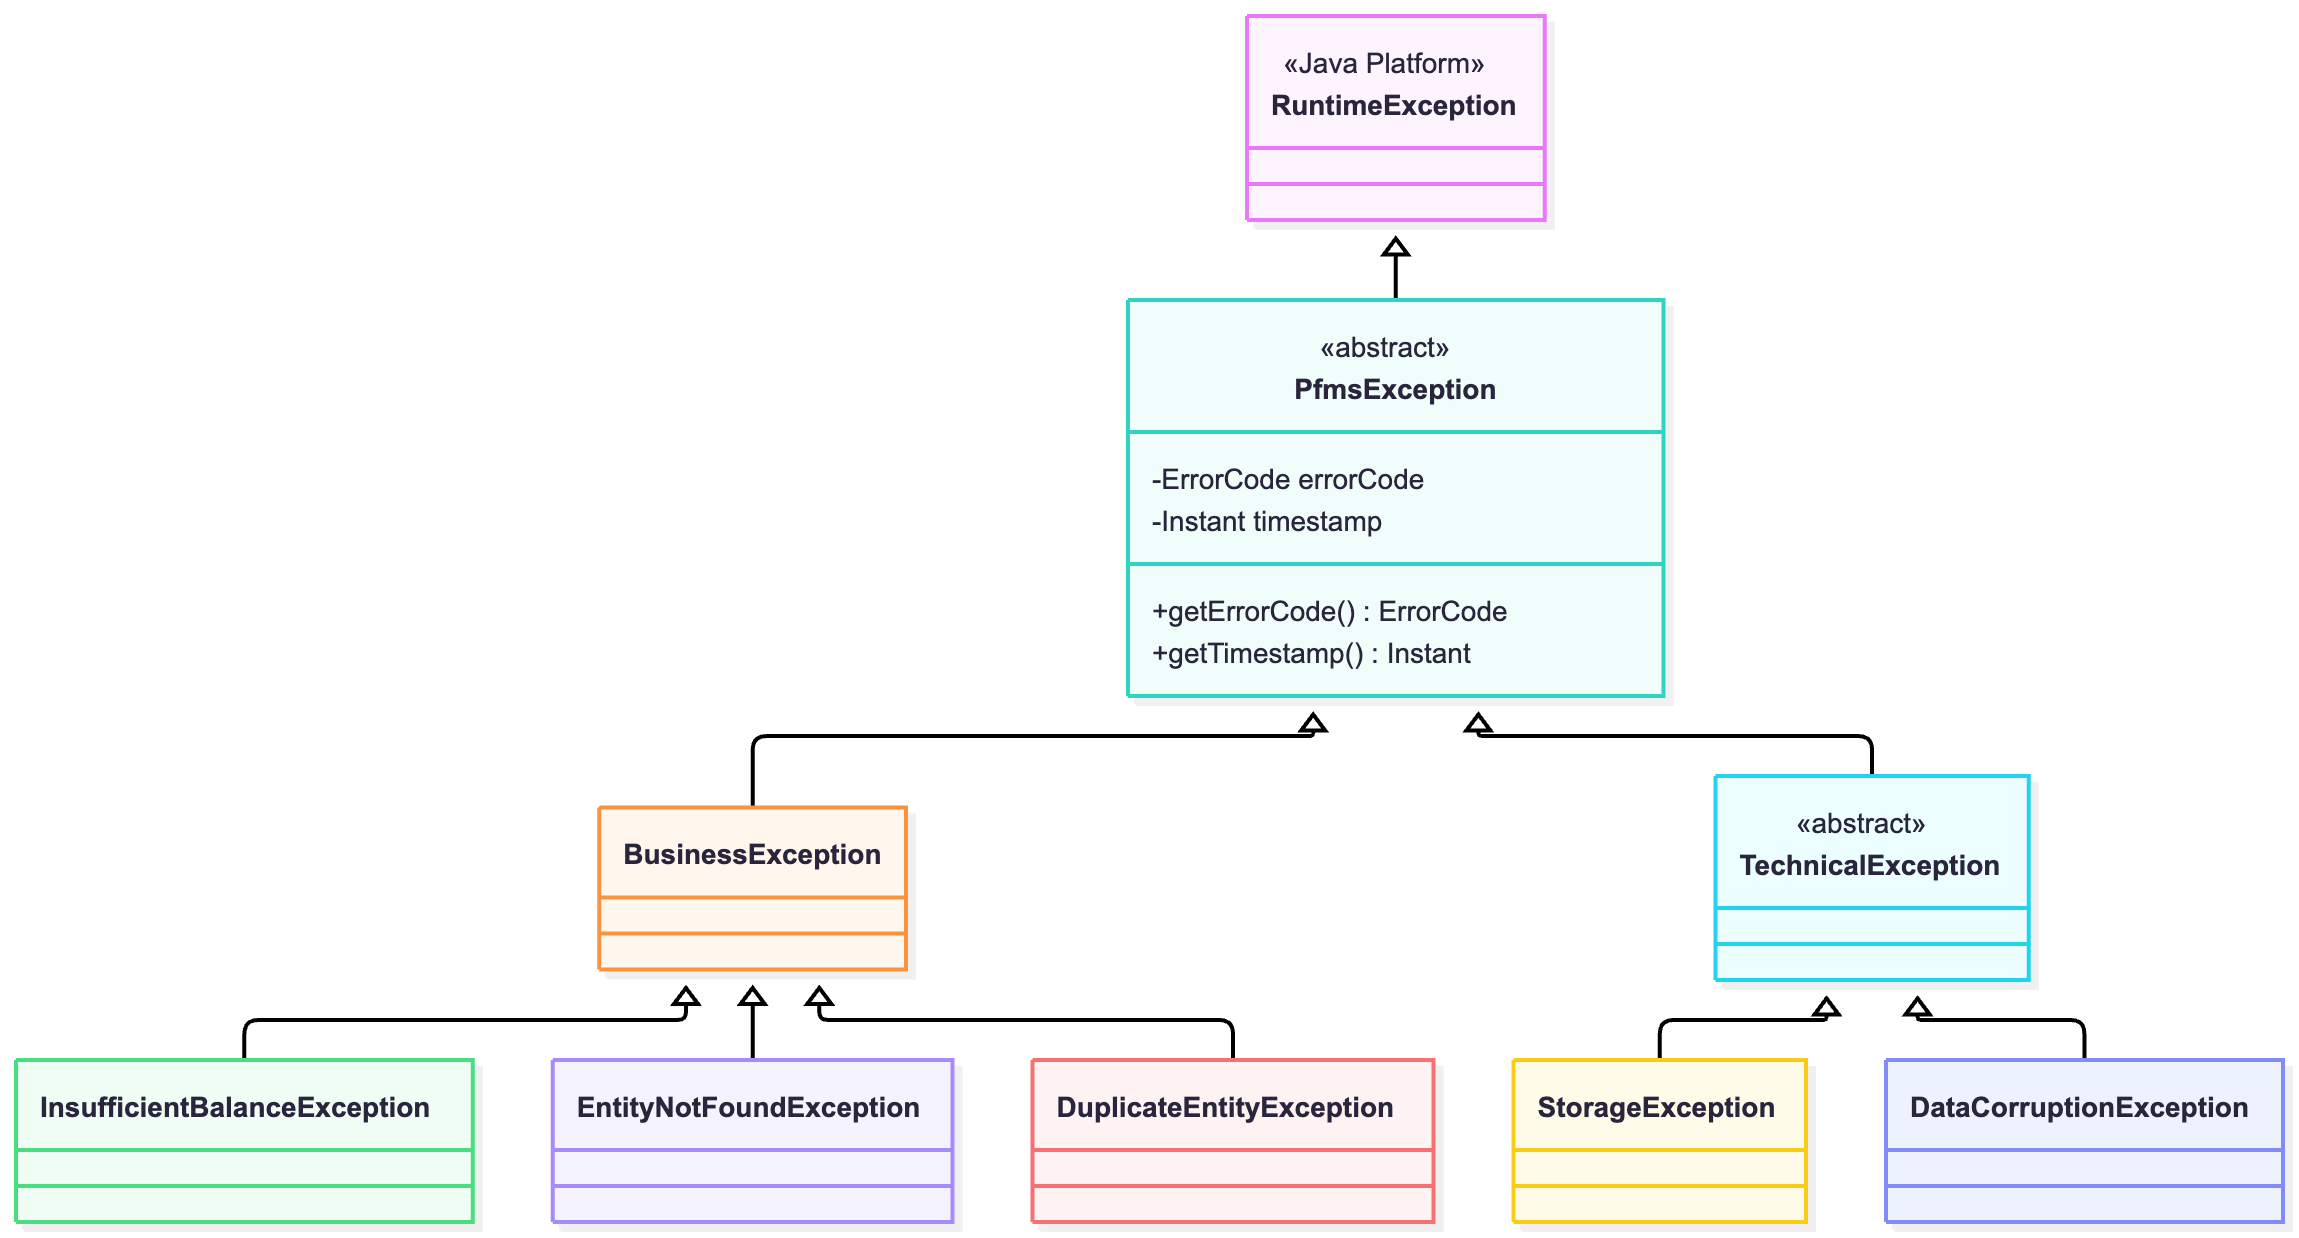 «Java Platform»
RuntimeException
«abstract»
PfmsException
-ErrorCode errorCode
-Instant timestamp
+getErrorCode() : ErrorCode
+getTimestamp() : Instant
BusinessException
«abstract»
TechnicalException
InsufficientBalanceException
EntityNotFoundException
DuplicateEntityException
StorageException
DataCorruptionException